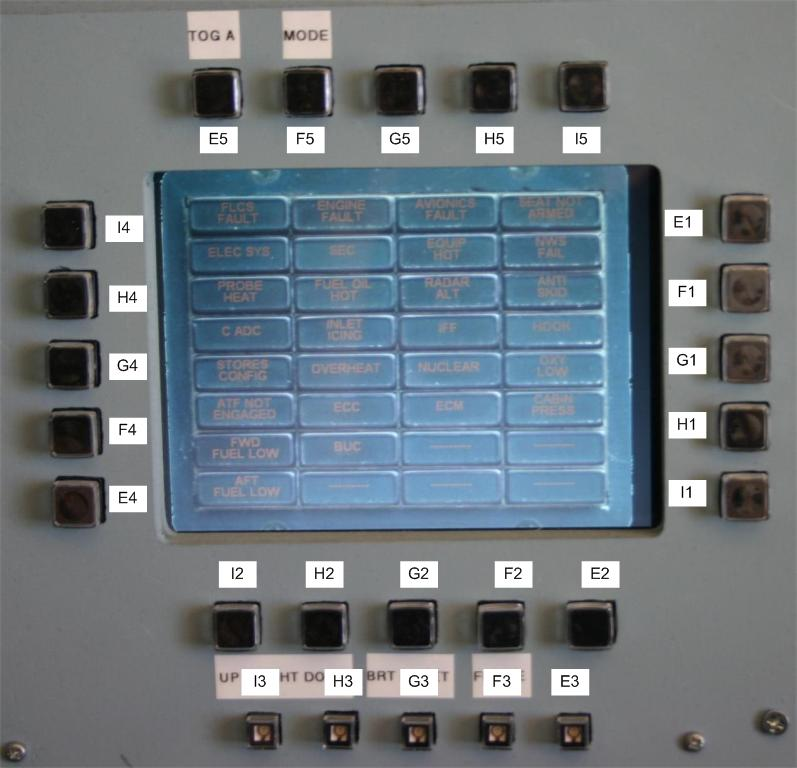 TOG A MODE
E5 F5 G5 H5 I5
I4
H4
G4
F4
E4
FLCS FAULT
ENGINE FAULT
AVIONICS FAULT
SEAT NOT ARMED
ELEC SYS
SEC
EQUIP HOT
NWS FAIL
PROBE HEAT
FUEL OIL HOT
RADAR ALT
ANTI SKID
C ADC
INLET ICING
IFF
HOOK
STORES CONFIG
OVERHEAT
NUCLEAR
OXY LOW
ATF NOT ENGAGED
ECC
ECM
CABIN PRESS
FWD FUEL LOW
BUC
AFT FUEL LOW
E1
F1
G1
H1
I1
I2 H2 G2 F2 E2
UP I3 HT DO H3 BRT G3 T F3 E E3